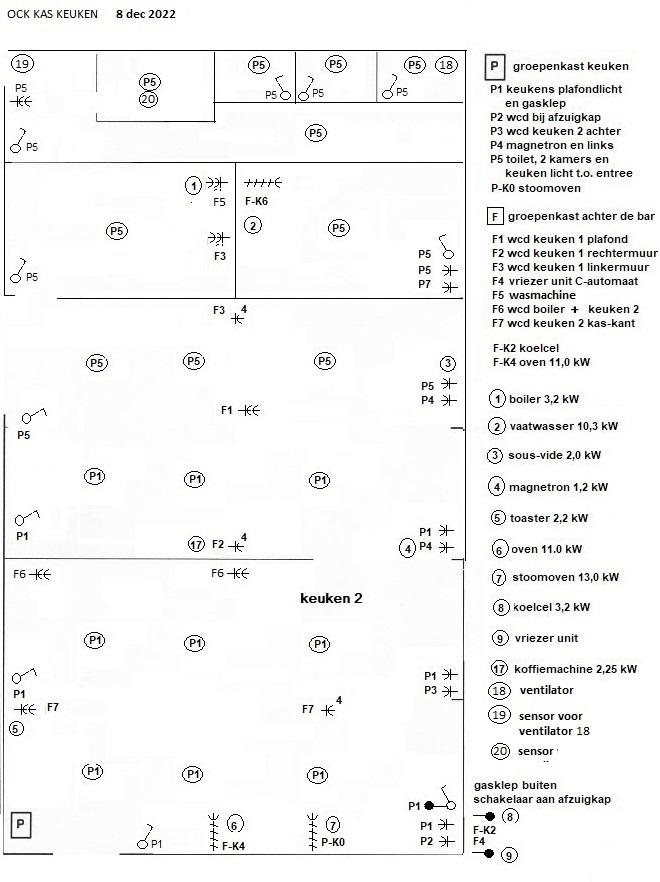 OCK KAS KEUKEN 8 dec 2022
19
P5
P5
20
P5
P5
P5
18
P5
P5
P5
P5
P5
1
F5
F-K6
P5
2
P5
F3
P5
P5
P5
P7
F3 4
P5
P5
P5
3
P5
P4
F1
P5
P1
P1
P1
P1
17 F2 4
P1
4 P4
F6
F6
keuken 2
P1
P1
P1
P1
F7
5
P1
P3
F7 4
P1
P1
P1
P1
P
P1
6
F-K4
7
P-K0
P1
P2
P groepenkast keuken
P1 keukens plafondlicht
en gasklep
P2 wcd bij afzuigkap
P3 wcd keuken 2 achter
P4 magnetron en links
P5 toilet, 2 kamers en
keuken licht t.o. entree
P-K0 stoomoven
F groepenkast achter de bar
F1 wcd keuken 1 plafond
F2 wcd keuken 1 rechtermuur
F3 wcd keuken 1 linkermuur
F4 vriezer unit C-automaat
F5 wasmachine
F6 wcd boiler + keuken 2
F7 wcd keuken 2 kas-kant
F-K2 koelcel
F-K4 oven 11,0 kW
1 boiler 3,2 kW
2 vaatwasser 10,3 kW
3 sous-vide 2,0 kW
4 magnetron 1,2 kW
5 toaster 2,2 kW
6 oven 11.0 kW
7 stoomoven 13,0 kW
8 koelcel 3,2 kW
9 vriezer unit
17 koffiemachine 2,25 kW
18 ventilator
19 sensor voor
ventilator 18
20 sensor
gasklep buiten
schakelaar aan afzuigkap
8
F-K2
F4
9